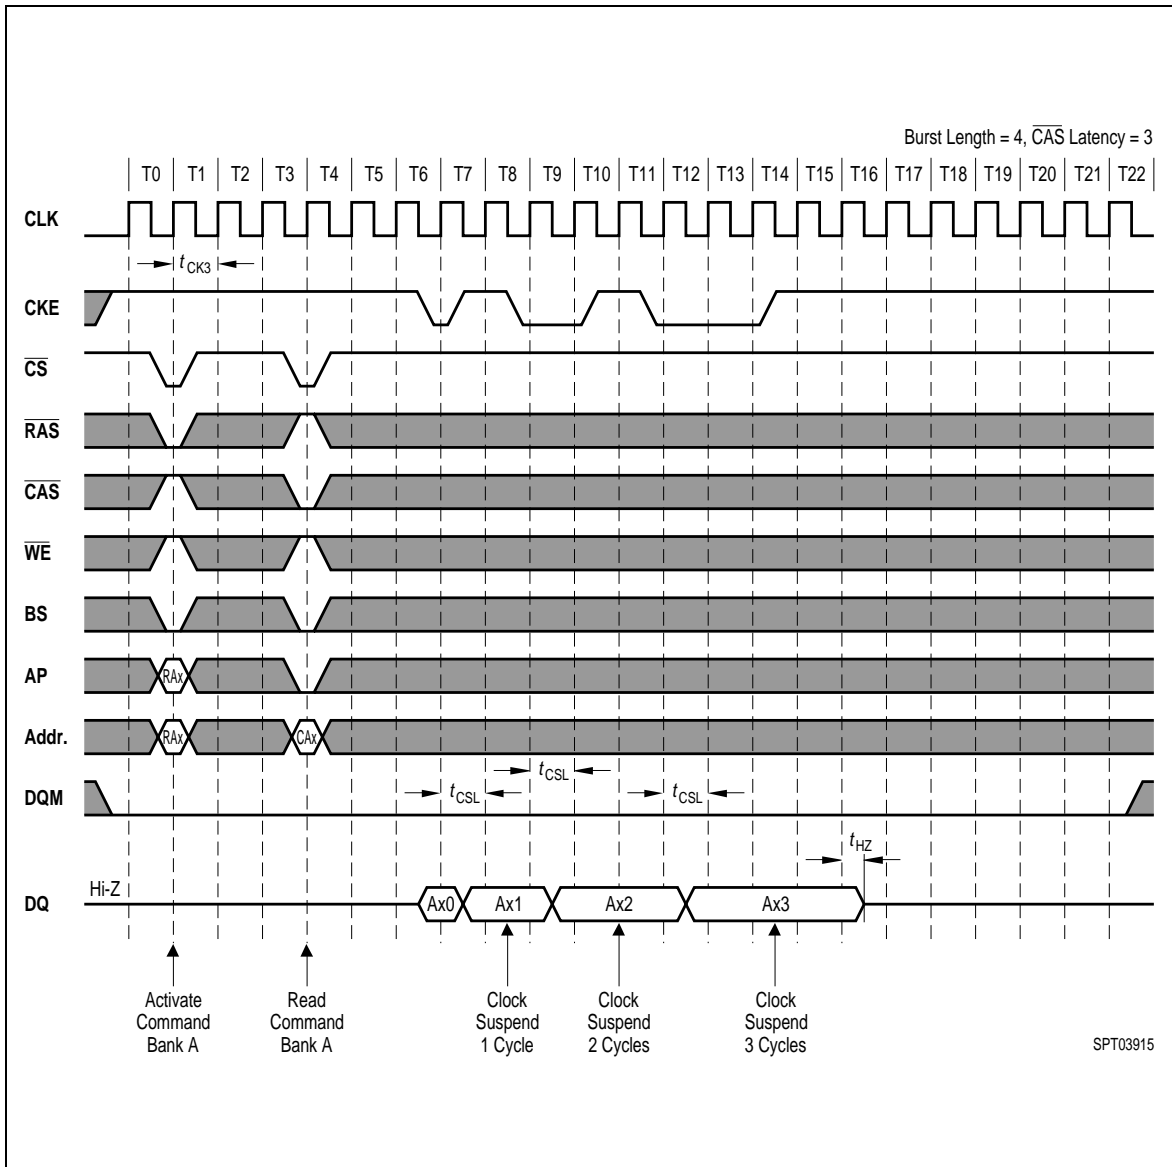 Burst Length = 4, CAS Latency = 3
T0 T1 T2 T3 T4 T5 T6 T7 T8 T9 T10 T11 T12 T13 T14 T15 T16 T17 T18 T19 T20 T21 T22
CLK
tCK3
CKE
CS
RAS
CAS
WE
BS
AP RAx
Addr. RAx CAx
tCSL
DQM tCSL tCSL
tHZ
Hi-Z
DQ Ax0 Ax1 Ax2 Ax3
Activate
Command
Bank A
Read
Command
Bank A
Clock
Suspend
1 Cycle
Clock
Suspend
2 Cycles
Clock
Suspend
3 Cycles
SPT03915